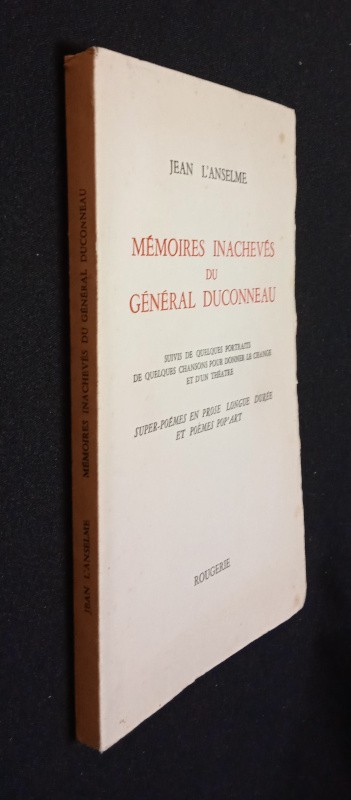 JEAN L'ANSELME
MÉMOIRES INACHEVÉS
DU
GÉNÉRAL DUCONNEAU
SUIVIS DE QUELQUES PORTRAITS
DE QUELQUES CHANSONS POUR DONNER LE CHANGE
ET D'UN THÉATRE
SUPER-POÈMES EN PROSE LONGUE DURÉE
ET POÈMES POP'ART
ROUGERIE
JEAN L'ANSELME MÉMOIRES INACHEVÉS DU GÉNÉRAL DUCONNEAU